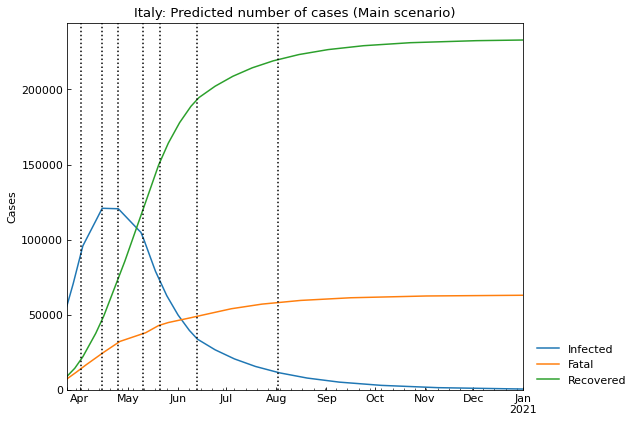 Italy: Predicted number of cases (Main scenario)
Cases
200000
150000
100000
50000
0
Apr May Jun Jul Aug Sep Oct Nov Dec Jan
2021
Infected
Fatal
Recovered